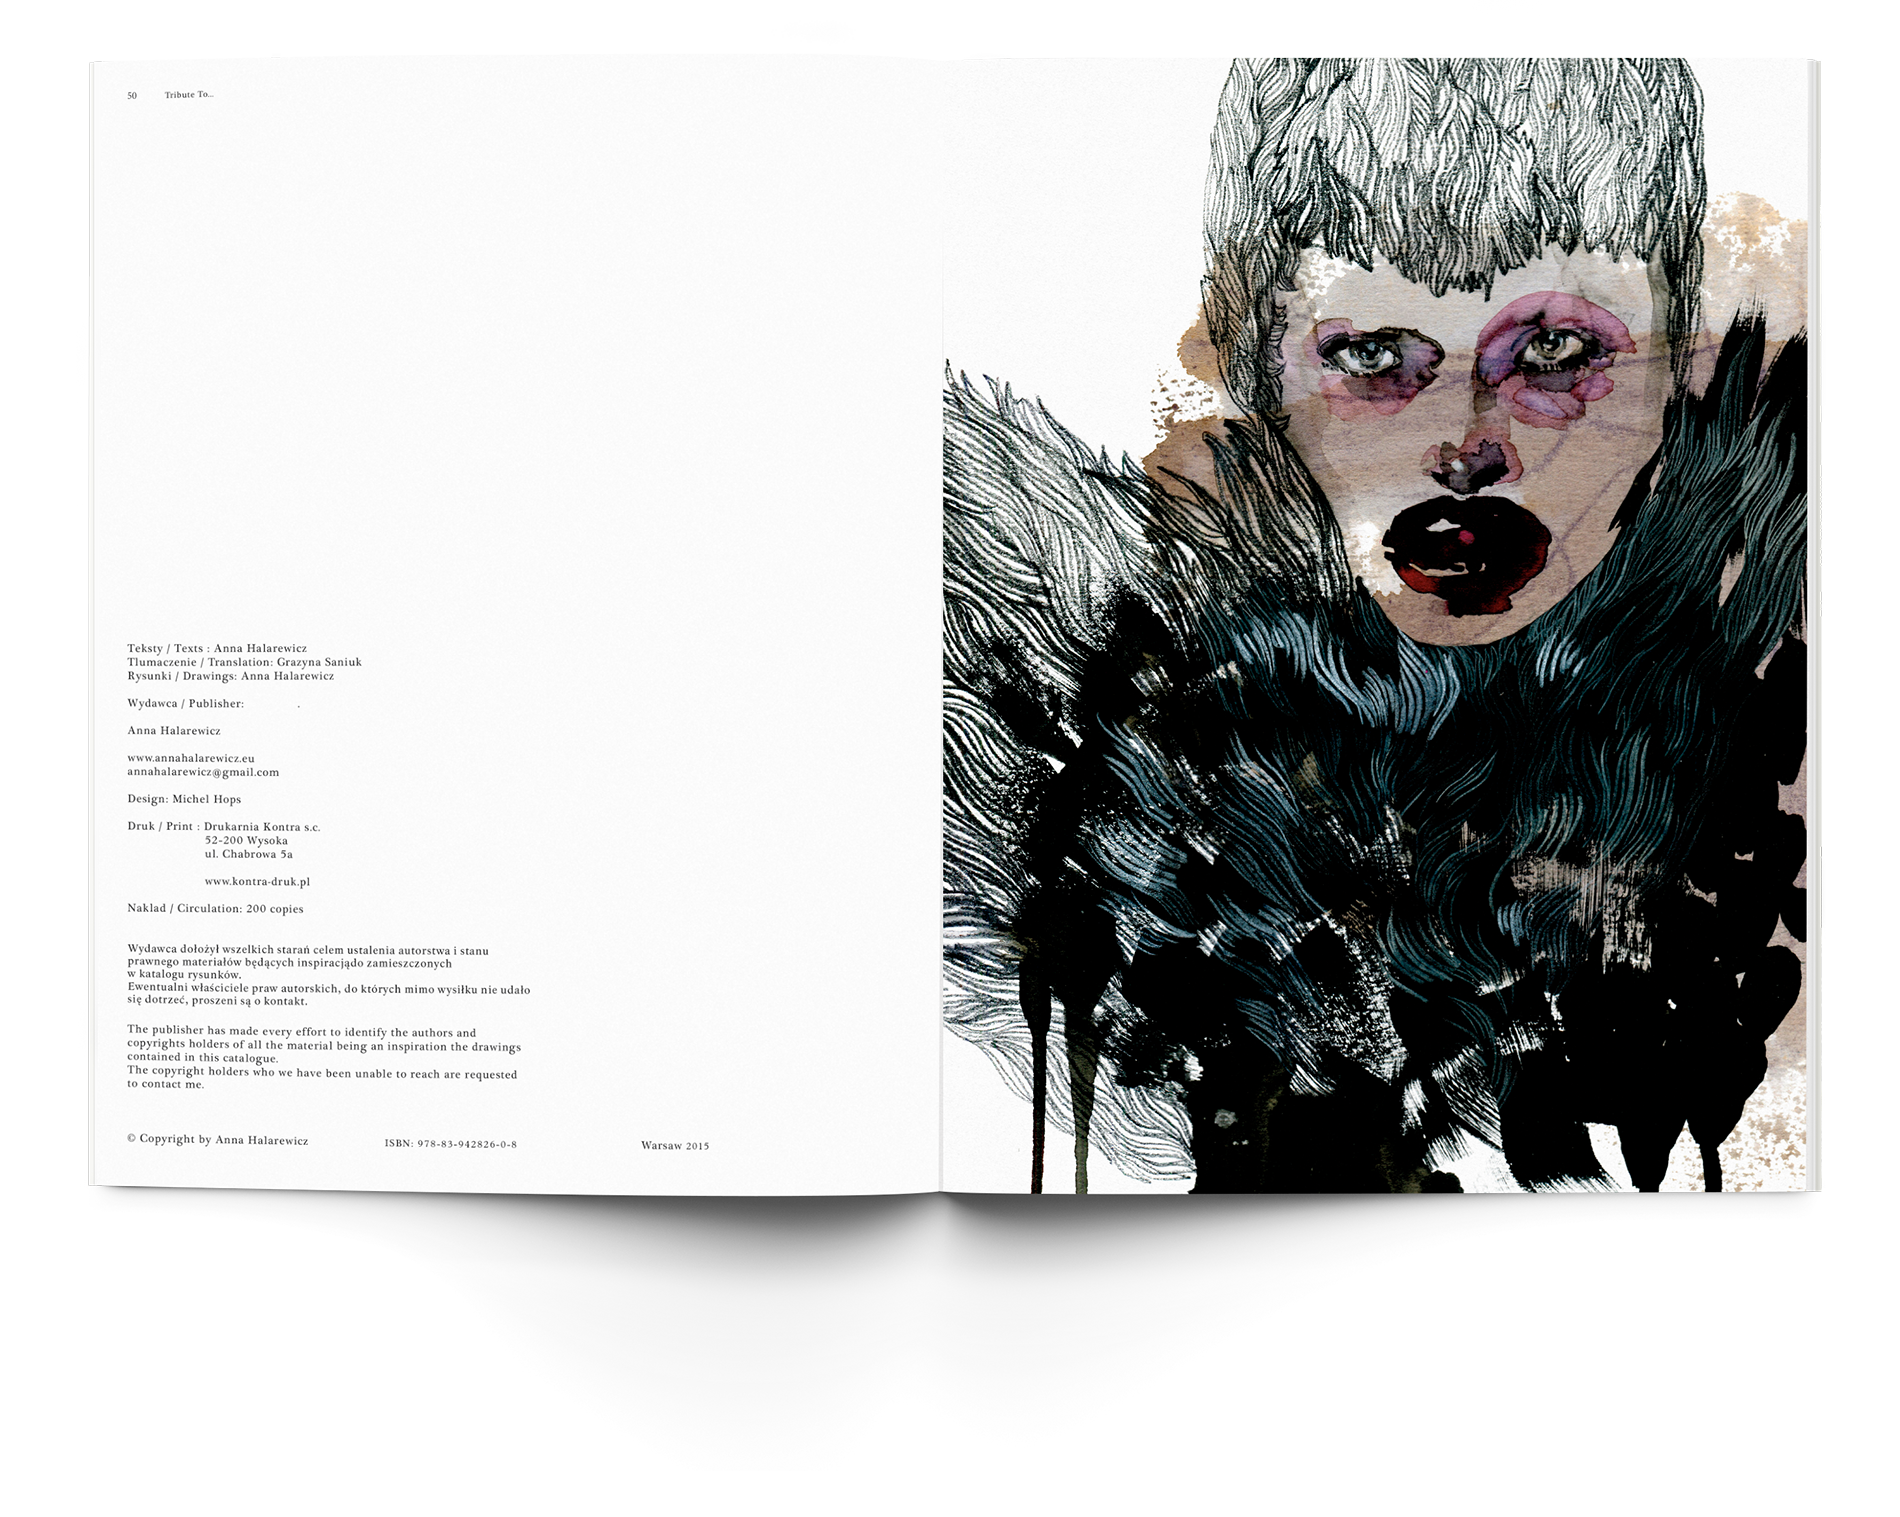 50 Tribute To...
Teksty / Texts : Anna Halarewicz
Tlumaczenie / Translation: Grazyna Saniuk
Rysunki / Drawings: Anna Halarewicz
Wydawca / Publisher: .
Anna Halarewicz
www.annahalarewicz.eu
annahalarewicz@gmail.com
Design: Michel Hops
Druk / Print : Drukarnia Kontra s.c.
52-200 Wysoka
ul. Chabrowa 5a
www.kontra-druk.pl
Naklad / Circulation: 200 copies
Wydawca dołożył wszelkich starań celem ustalenia autorstwa i stanu
prawnego materiałów będących inspiracjądo zamieszczonych
w katalogu rysunków.
Ewentualni właściciele praw autorskich, do których mimo wysiłku nie udało
się dotrzeć, proszeni są o kontakt.
The publisher has made every effort to identify the authors and
copyrights holders of all the material being an inspiration the drawings
contained in this catalogue.
The copyright holders who we have been unable to reach are requested
to contact me.
© Copyright by Anna Halarewicz ISBN: 978-83-942826-0-8 Warsaw 2015